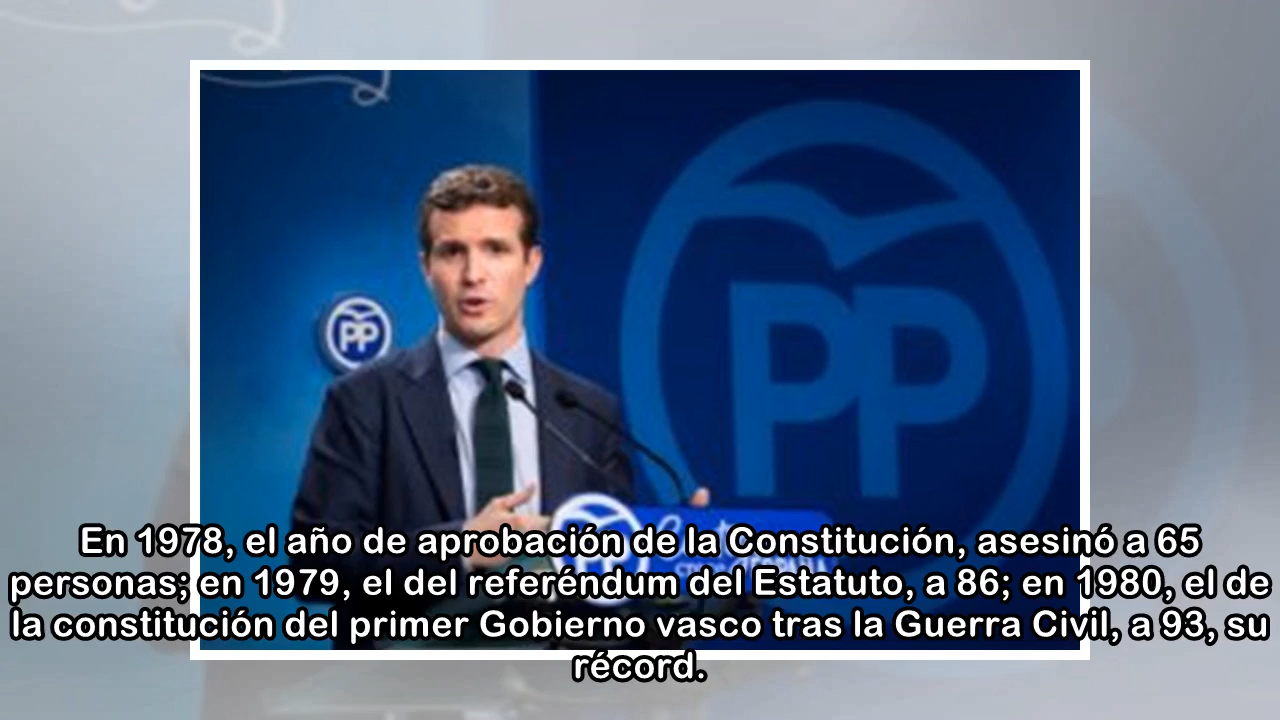 PP
PP
En 1978, el año de aprobación de la Constitución, asesinó a 65
personas; en 1979, el del referéndum del Estatuto, a 86; en 1980, el de
la constitución del primer Gobierno vasco tras la Guerra Civil, a 93, su
récord.